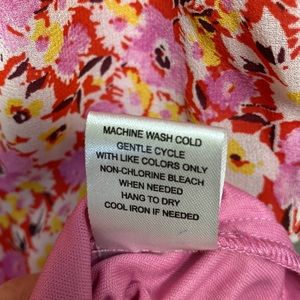 MACHINE WASH COLD
GENTLE CYCLE
WITH LIKE COLORS ONLY
NON-CHLORINE BLEACH
WHEN NEEDED
HANG TO DRY
COOL IRON IF NEEDED